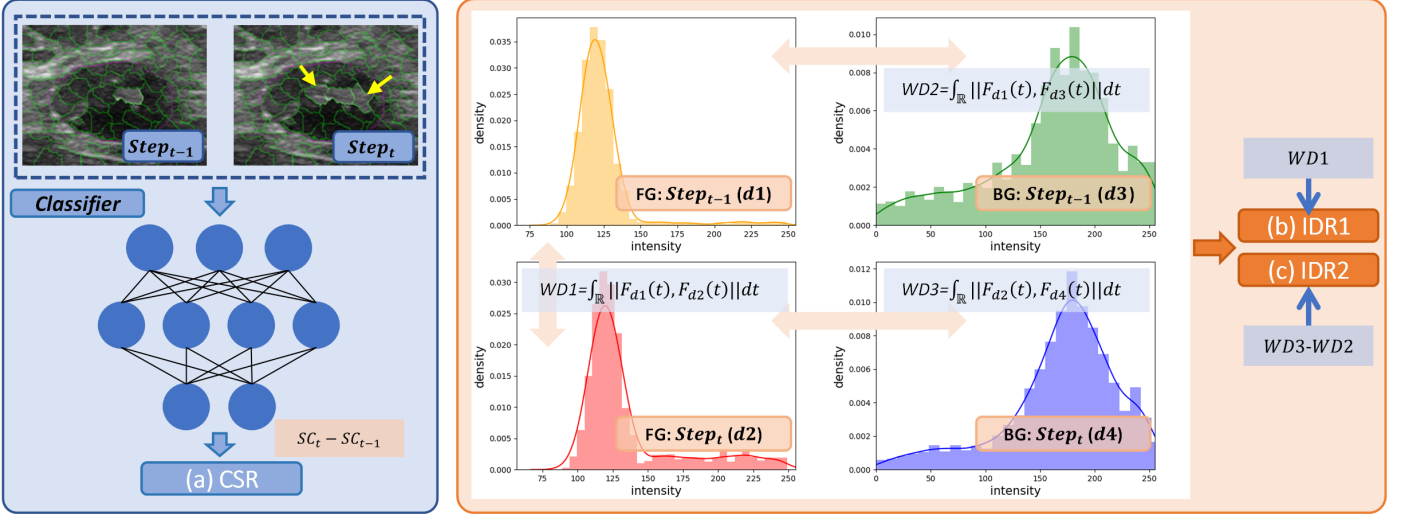 Step_{t−1}
Step_t
Classifier
SC_t − SC_{t−1}
(a) CSR
density
0.035
0.030
0.025
0.020
0.015
0.010
0.005
0.000
75 100 125 150 175 200 225 250
intensity
FG: Step_{t−1} (d1)
density
0.010
0.008
0.006
0.004
0.002
0.000
0 50 100 150 200 250
intensity
WD2=∫_ℝ ||F_{d1}(t), F_{d3}(t)||dt
BG: Step_{t−1} (d3)
density
0.030
0.025
0.020
0.015
0.010
0.005
0.000
75 100 125 150 175 200 225 250
intensity
WD1=∫_ℝ ||F_{d1}(t), F_{d2}(t)||dt
FG: Step_t (d2)
density
0.012
0.010
0.008
0.006
0.004
0.002
0.000
0 50 100 150 200 250
intensity
WD3=∫_ℝ ||F_{d2}(t), F_{d4}(t)||dt
BG: Step_t (d4)
WD1
(b) IDR1
(c) IDR2
WD3-WD2